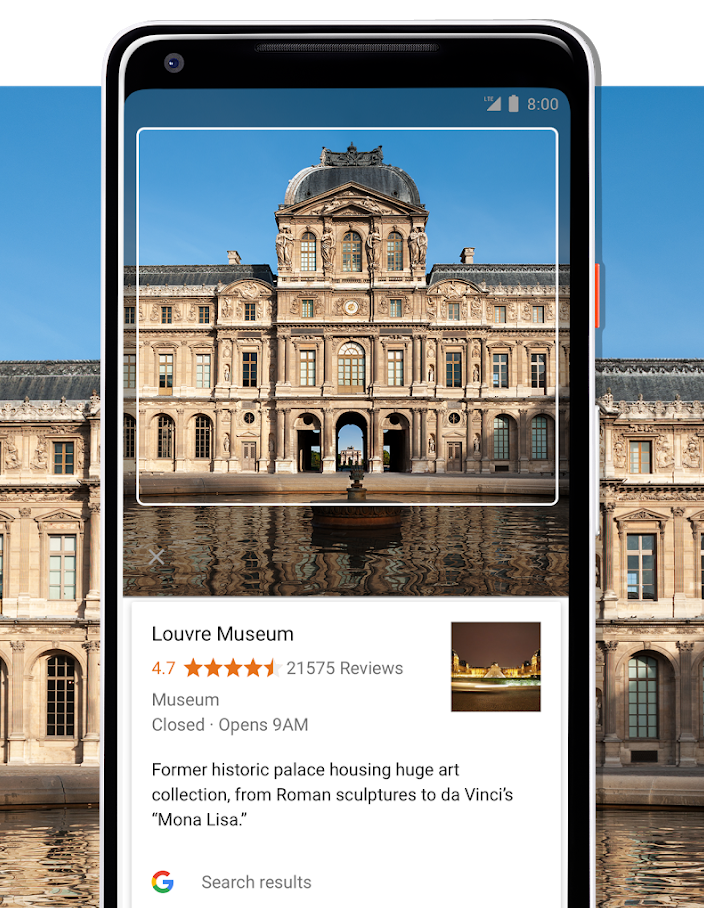 LTE 8:00
Louvre Museum
4.7 21575 Reviews
Museum
Closed · Opens 9AM
Former historic palace housing huge art
collection, from Roman sculptures to da Vinci’s
“Mona Lisa.”
G Search results